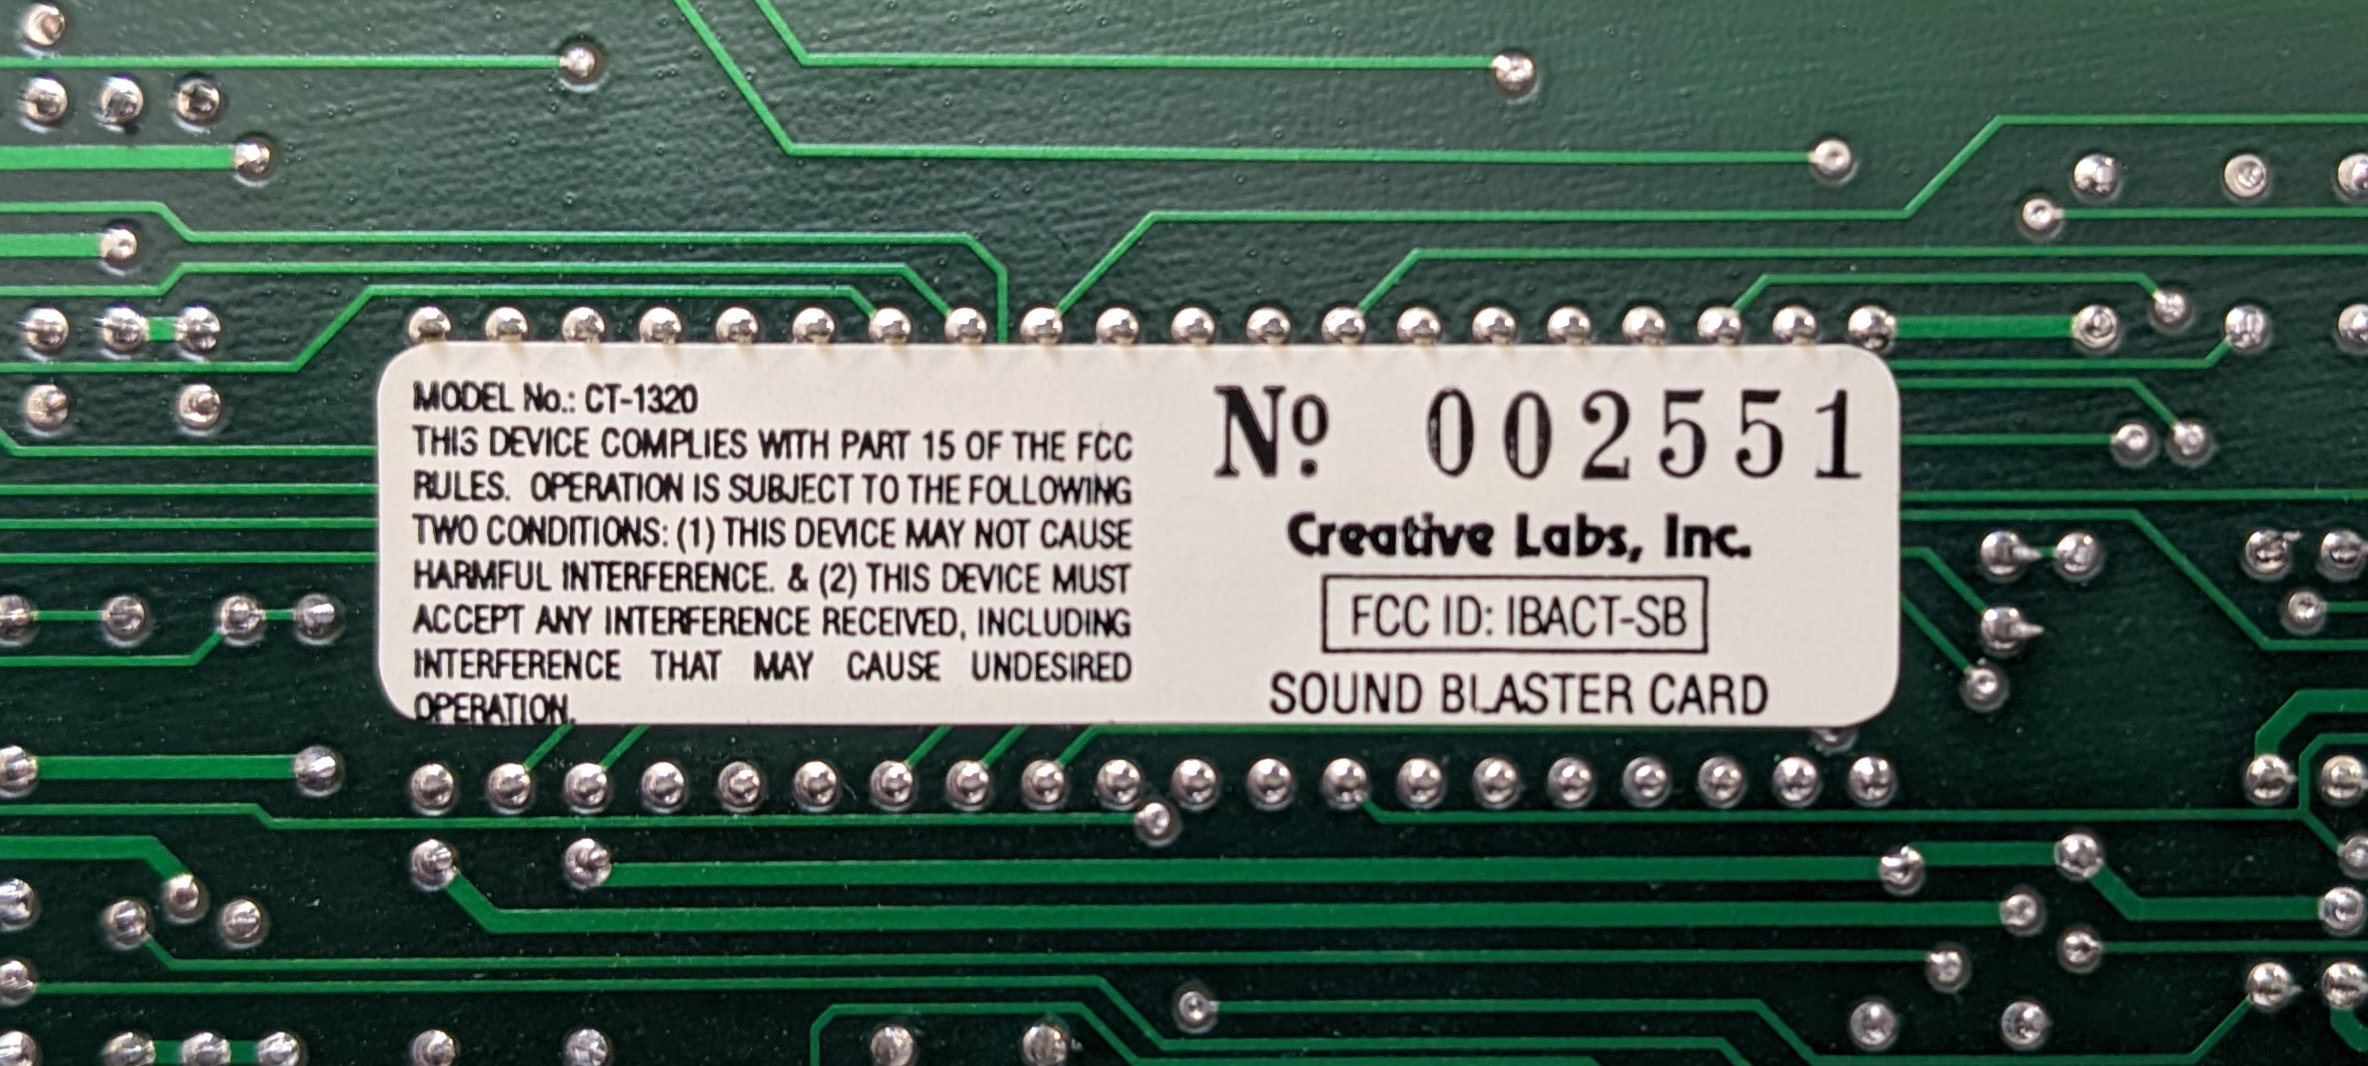 MODEL No.: CT-1320
THIS DEVICE COMPLIES WITH PART 15 OF THE FCC
RULES. OPERATION IS SUBJECT TO THE FOLLOWING
TWO CONDITIONS: (1) THIS DEVICE MAY NOT CAUSE
HARMFUL INTERFERENCE. & (2) THIS DEVICE MUST
ACCEPT ANY INTERFERENCE RECEIVED, INCLUDING
INTERFERENCE THAT MAY CAUSE UNDESIRED
OPERATION.
No. 002551
Creative Labs, Inc.
FCC ID: IBACT-SB
SOUND BLASTER CARD